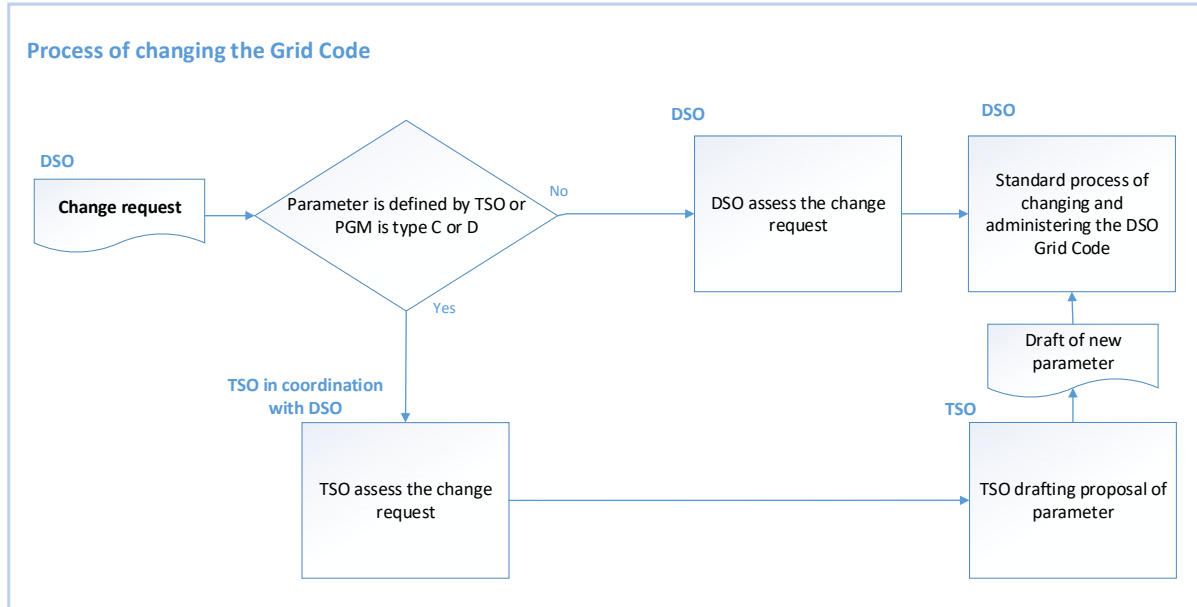 Process of changing the Grid Code
DSO
Change request
Parameter is defined by TSO or
PGM is type C or D
No
Yes
DSO
DSO assess the change
request
DSO
Standard process of
changing and
administering the DSO
Grid Code
Draft of new
parameter
TSO in coordination
with DSO
TSO assess the change
request
TSO
TSO drafting proposal of
parameter